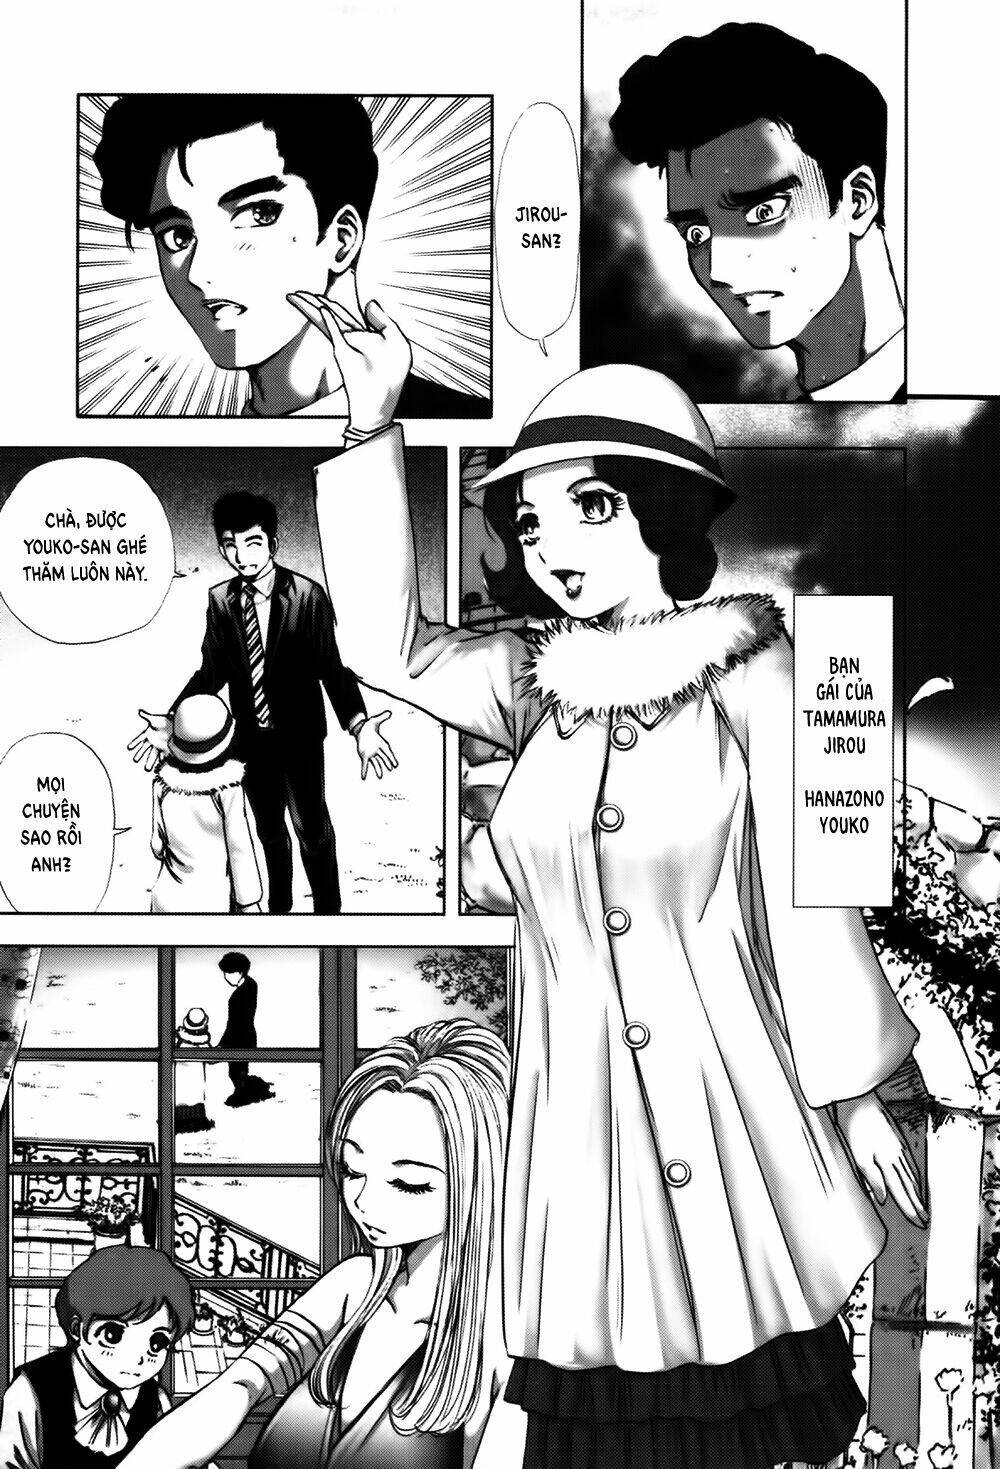 JIROU-
SAN?
BẠN
GÁI CỦA
TAMAMURA
JIROU
HANAZONO
YOUKO
CHÀ, ĐƯỢC
YOUKO-SAN GHÉ
THĂM LUÔN NÀY.
MỌI
CHUYỆN
SAO RỒI
ANH?